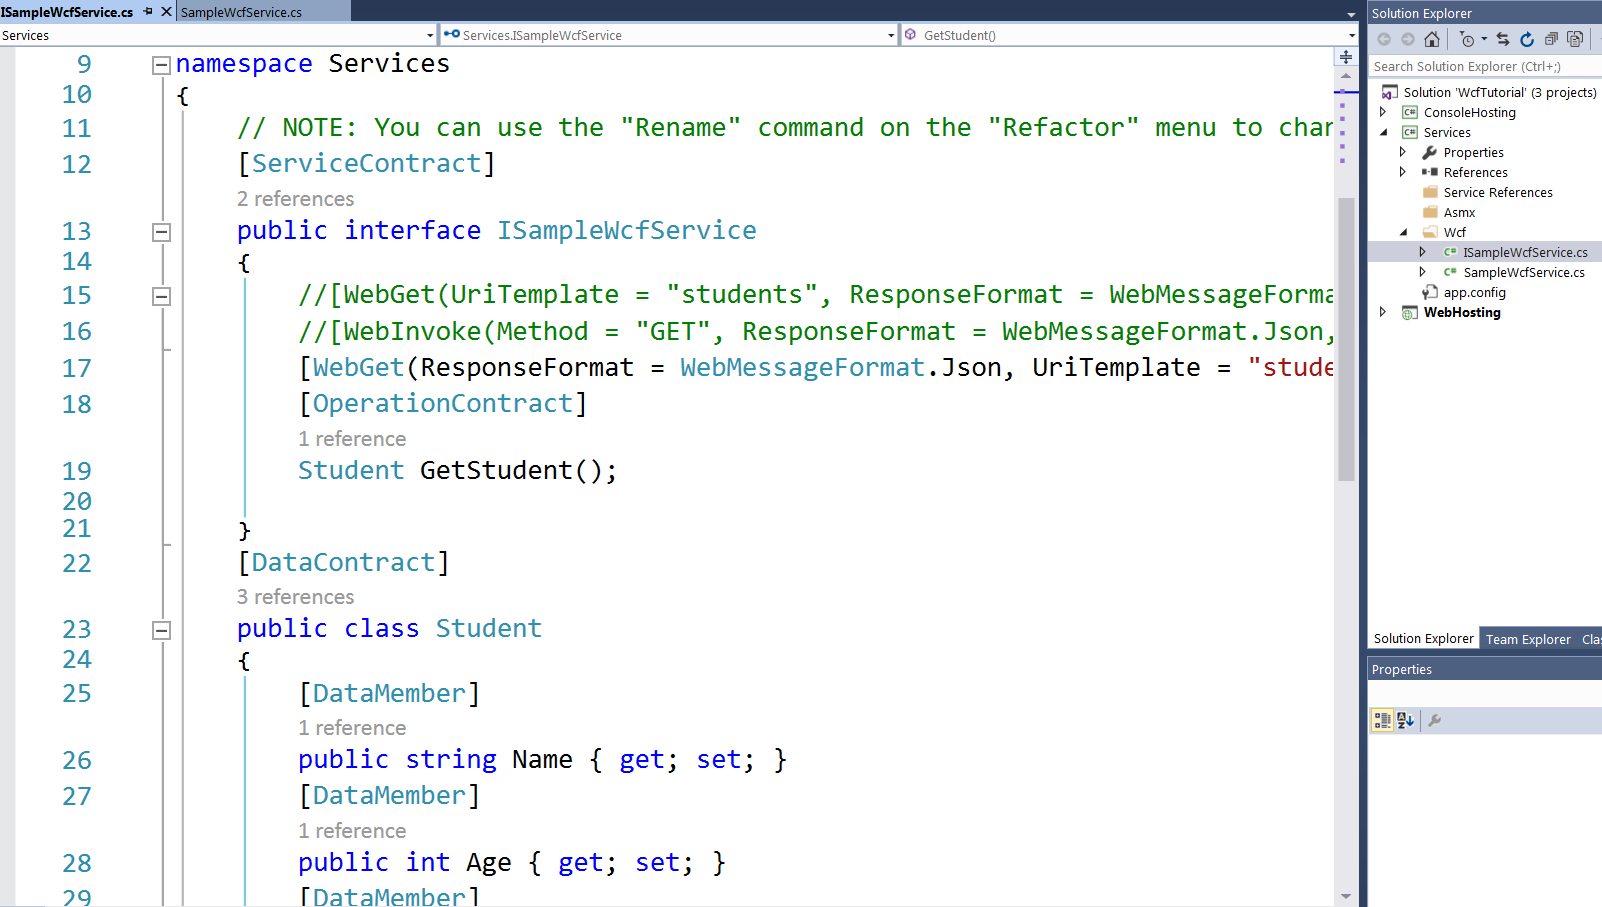 ISampleWcfService.cs
SampleWcfService.cs
Services
Services.ISampleWcfService
GetStudent()
9 namespace Services
10 {
11 // NOTE: You can use the "Rename" command on the "Refactor" menu to char
12 [ServiceContract]
2 references
13 public interface ISampleWcfService
14 {
15 //[WebGet(UriTemplate = "students", ResponseFormat = WebMessageForma
16 //[WebInvoke(Method = "GET", ResponseFormat = WebMessageFormat.Json,
17 [WebGet(ResponseFormat = WebMessageFormat.Json, UriTemplate = "stude
18 [OperationContract]
1 reference
19 Student GetStudent();
20
21 }
22 [DataContract]
3 references
23 public class Student
24 {
25 [DataMember]
1 reference
26 public string Name { get; set; }
27 [DataMember]
1 reference
28 public int Age { get; set; }
29 [DataMember]
Solution Explorer
Search Solution Explorer (Ctrl+;)
Solution 'WcfTutorial' (3 projects)
C# ConsoleHosting
C# Services
Properties
References
Service References
Asmx
Wcf
C# ISampleWcfService.cs
C# SampleWcfService.cs
app.config
WebHosting
Solution Explorer
Team Explorer
Clas
Properties